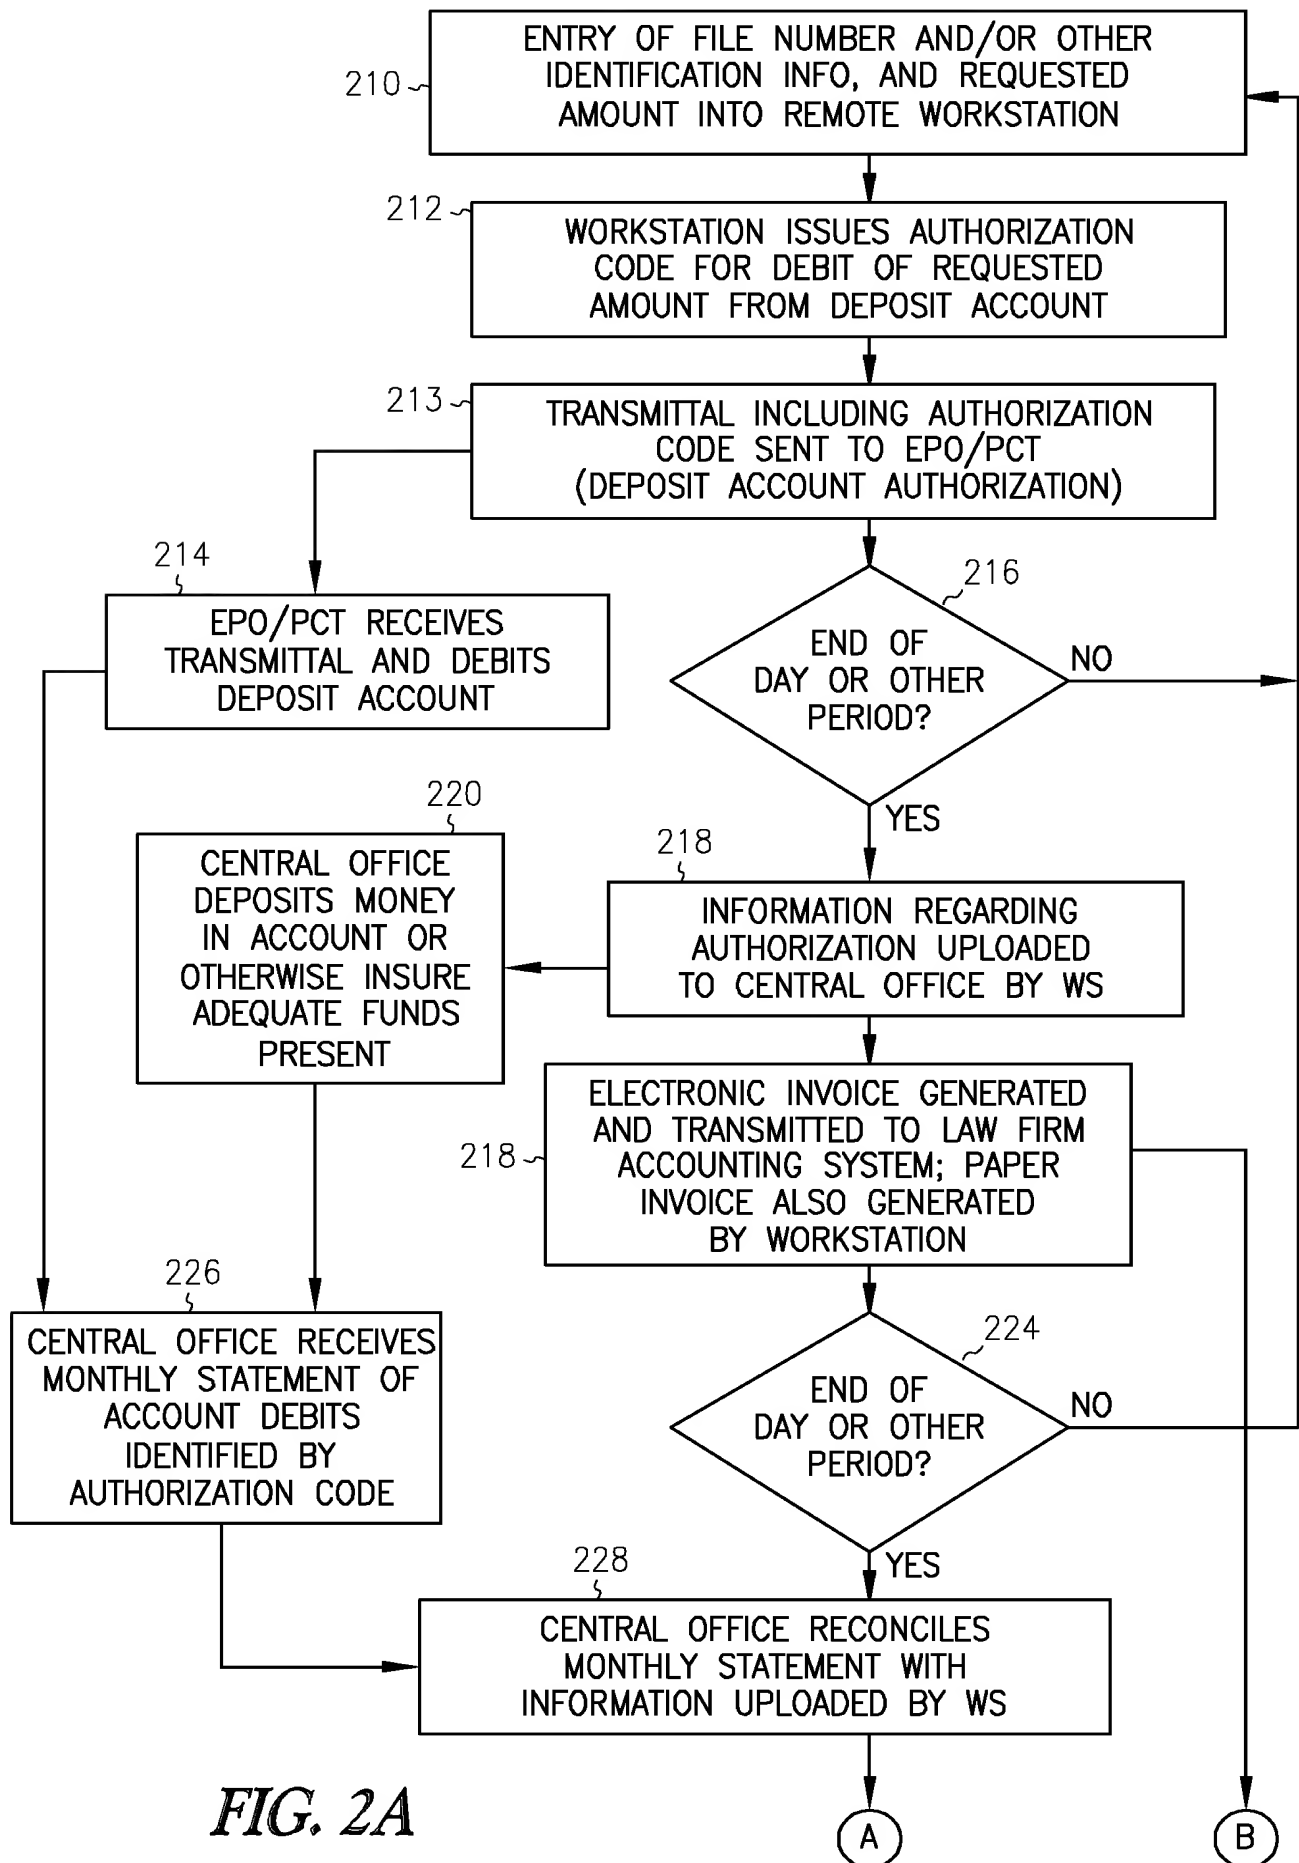 ENTRY OF FILE NUMBER AND/OR OTHER
IDENTIFICATION INFO, AND REQUESTED
AMOUNT INTO REMOTE WORKSTATION
210
212
WORKSTATION ISSUES AUTHORIZATION
CODE FOR DEBIT OF REQUESTED
AMOUNT FROM DEPOSIT ACCOUNT
213
TRANSMITTAL INCLUDING AUTHORIZATION
CODE SENT TO EPO/PCT
(DEPOSIT ACCOUNT AUTHORIZATION)
214
EPO/PCT RECEIVES
TRANSMITTAL AND DEBITS
DEPOSIT ACCOUNT
216
END OF
DAY OR OTHER
PERIOD?
NO
YES
220
CENTRAL OFFICE
DEPOSITS MONEY
IN ACCOUNT OR
OTHERWISE INSURE
ADEQUATE FUNDS
PRESENT
218
INFORMATION REGARDING
AUTHORIZATION UPLOADED
TO CENTRAL OFFICE BY WS
218
ELECTRONIC INVOICE GENERATED
AND TRANSMITTED TO LAW FIRM
ACCOUNTING SYSTEM; PAPER
INVOICE ALSO GENERATED
BY WORKSTATION
226
CENTRAL OFFICE RECEIVES
MONTHLY STATEMENT OF
ACCOUNT DEBITS
IDENTIFIED BY
AUTHORIZATION CODE
224
END OF
DAY OR OTHER
PERIOD?
NO
YES
228
CENTRAL OFFICE RECONCILES
MONTHLY STATEMENT WITH
INFORMATION UPLOADED BY WS
FIG. 2A
A
B